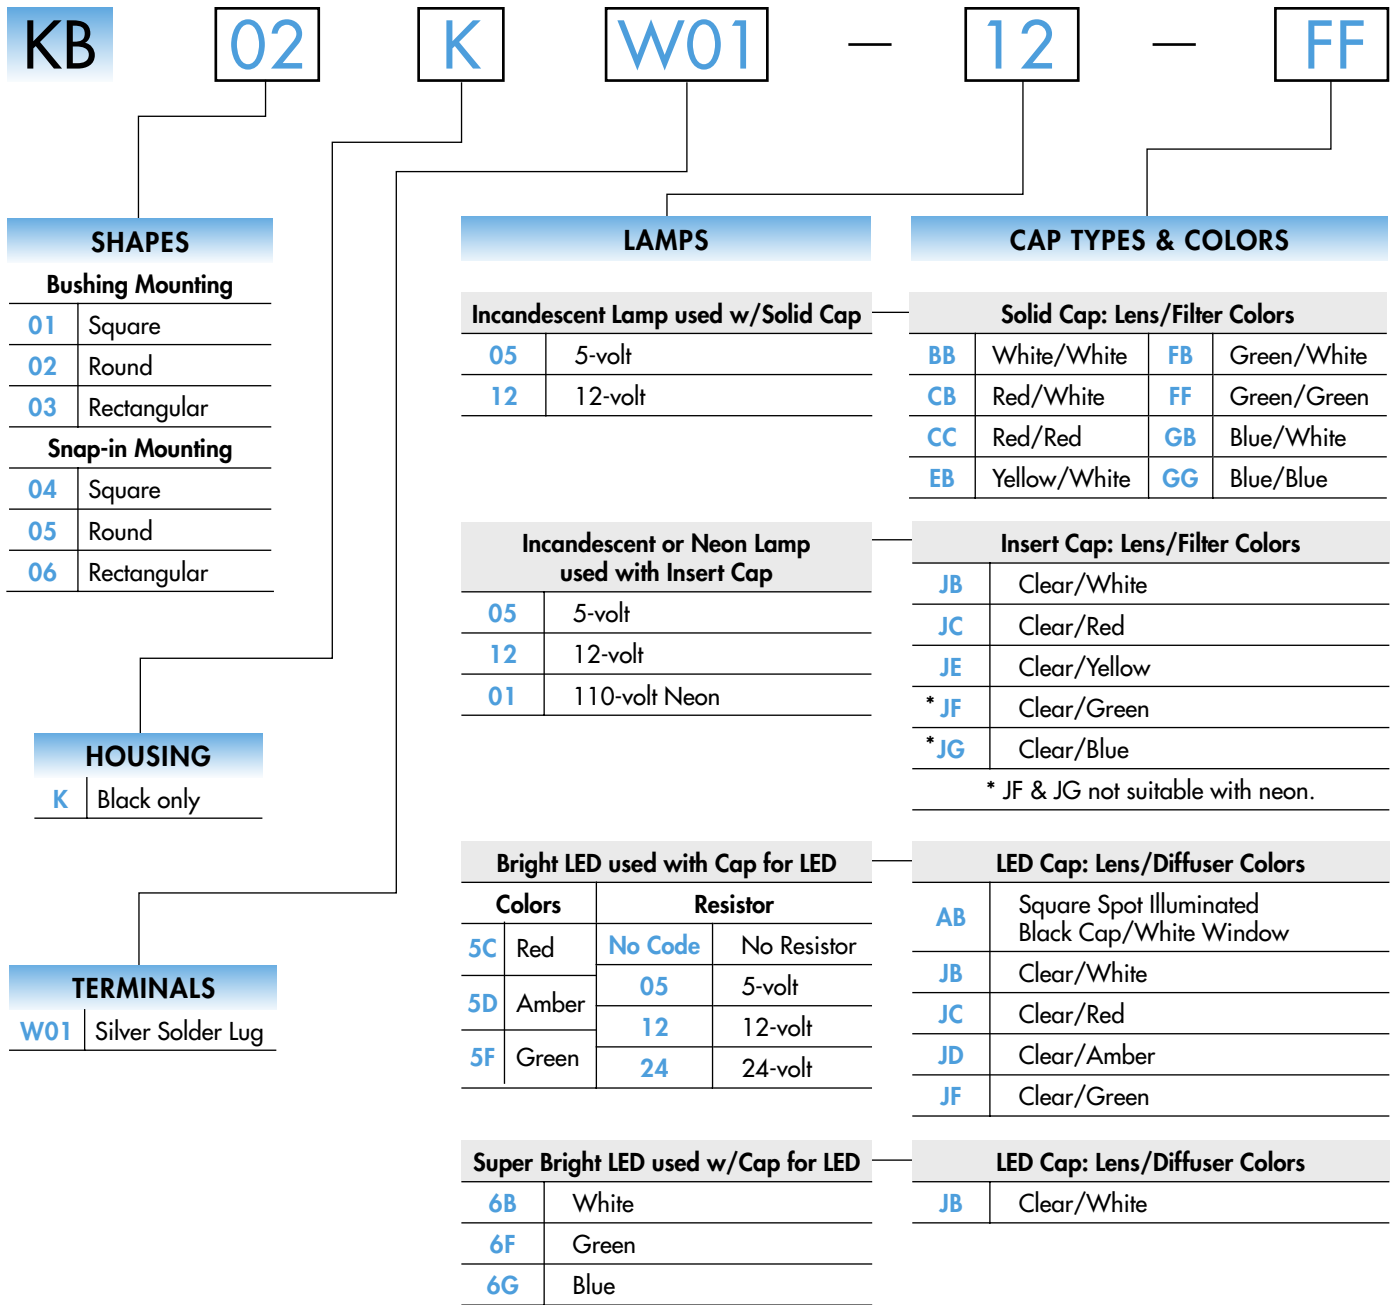 KB 02 K W01 — 12 — FF
SHAPES
Bushing Mounting
01 Square
02 Round
03 Rectangular
Snap-in Mounting
04 Square
05 Round
06 Rectangular
HOUSING
K Black only
TERMINALS
W01 Silver Solder Lug
LAMPS
Incandescent Lamp used w/Solid Cap
05 5-volt
12 12-volt
Incandescent or Neon Lamp
used with Insert Cap
05 5-volt
12 12-volt
01 110-volt Neon
Bright LED used with Cap for LED
Colors Resistor
5C Red
5D Amber
5F Green
No Code No Resistor
05 5-volt
12 12-volt
24 24-volt
Super Bright LED used w/Cap for LED
6B White
6F Green
6G Blue
CAP TYPES & COLORS
Solid Cap: Lens/Filter Colors
BB White/White FB Green/White
CB Red/White FF Green/Green
CC Red/Red GB Blue/White
EB Yellow/White GG Blue/Blue
Insert Cap: Lens/Filter Colors
JB Clear/White
JC Clear/Red
JE Clear/Yellow
* JF Clear/Green
* JG Clear/Blue
* JF & JG not suitable with neon.
LED Cap: Lens/Diffuser Colors
AB Square Spot Illuminated
Black Cap/White Window
JB Clear/White
JC Clear/Red
JD Clear/Amber
JF Clear/Green
LED Cap: Lens/Diffuser Colors
JB Clear/White